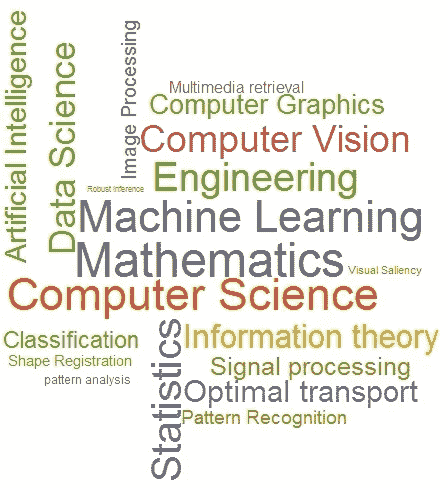 Artificial Intelligence
Data Science
Image Processing
Multimedia retrieval
Computer Graphics
Computer Vision
Engineering
Robust Inference
Machine Learning
Mathematics
Visual Saliency
Computer Science
Classification
Shape Registration
pattern analysis
Statistics
Information theory
Signal processing
Optimal transport
Pattern Recognition